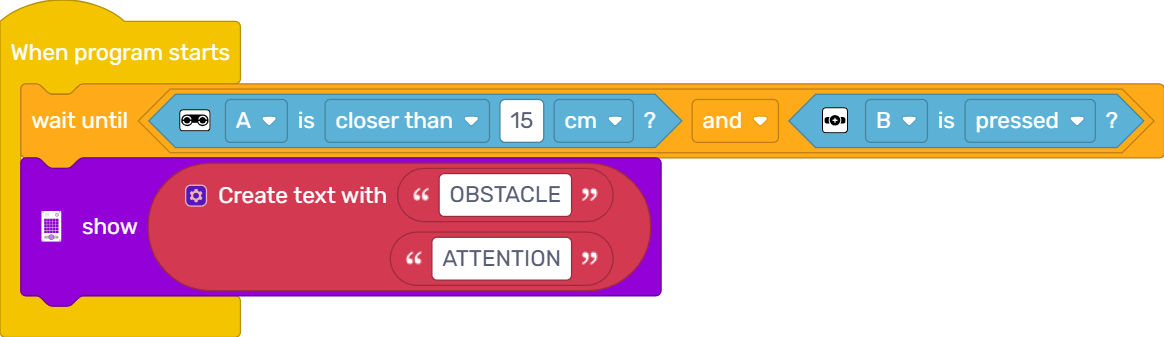 When program starts
wait until A is closer than 15 cm ? and B is pressed ?
Create text with “ OBSTACLE ”
show
“ ATTENTION ”